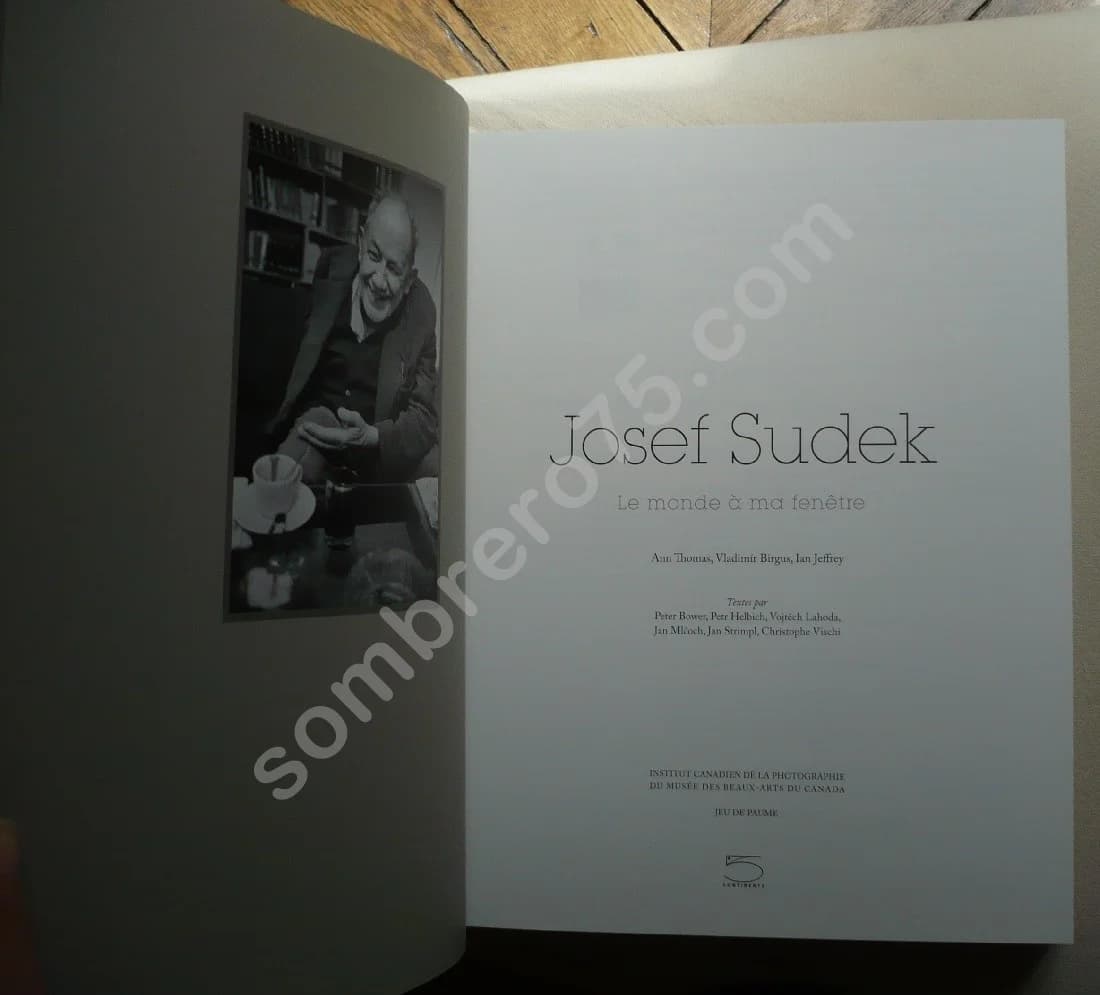 Josef Sudek
Le monde à ma fenêtre
Ann Thomas, Vladimír Birgus, Ian Jeffrey
Textes par
Peter Bower, Petr Helbich, Vojtěch Lahoda,
Jan Mlčoch, Jan Strimpl, Christophe Vischi
INSTITUT CANADIEN DE LA PHOTOGRAPHIE
DU MUSÉE DES BEAUX-ARTS DU CANADA
JEU DE PAUME
5
CONTINENTS
sombrero75.com